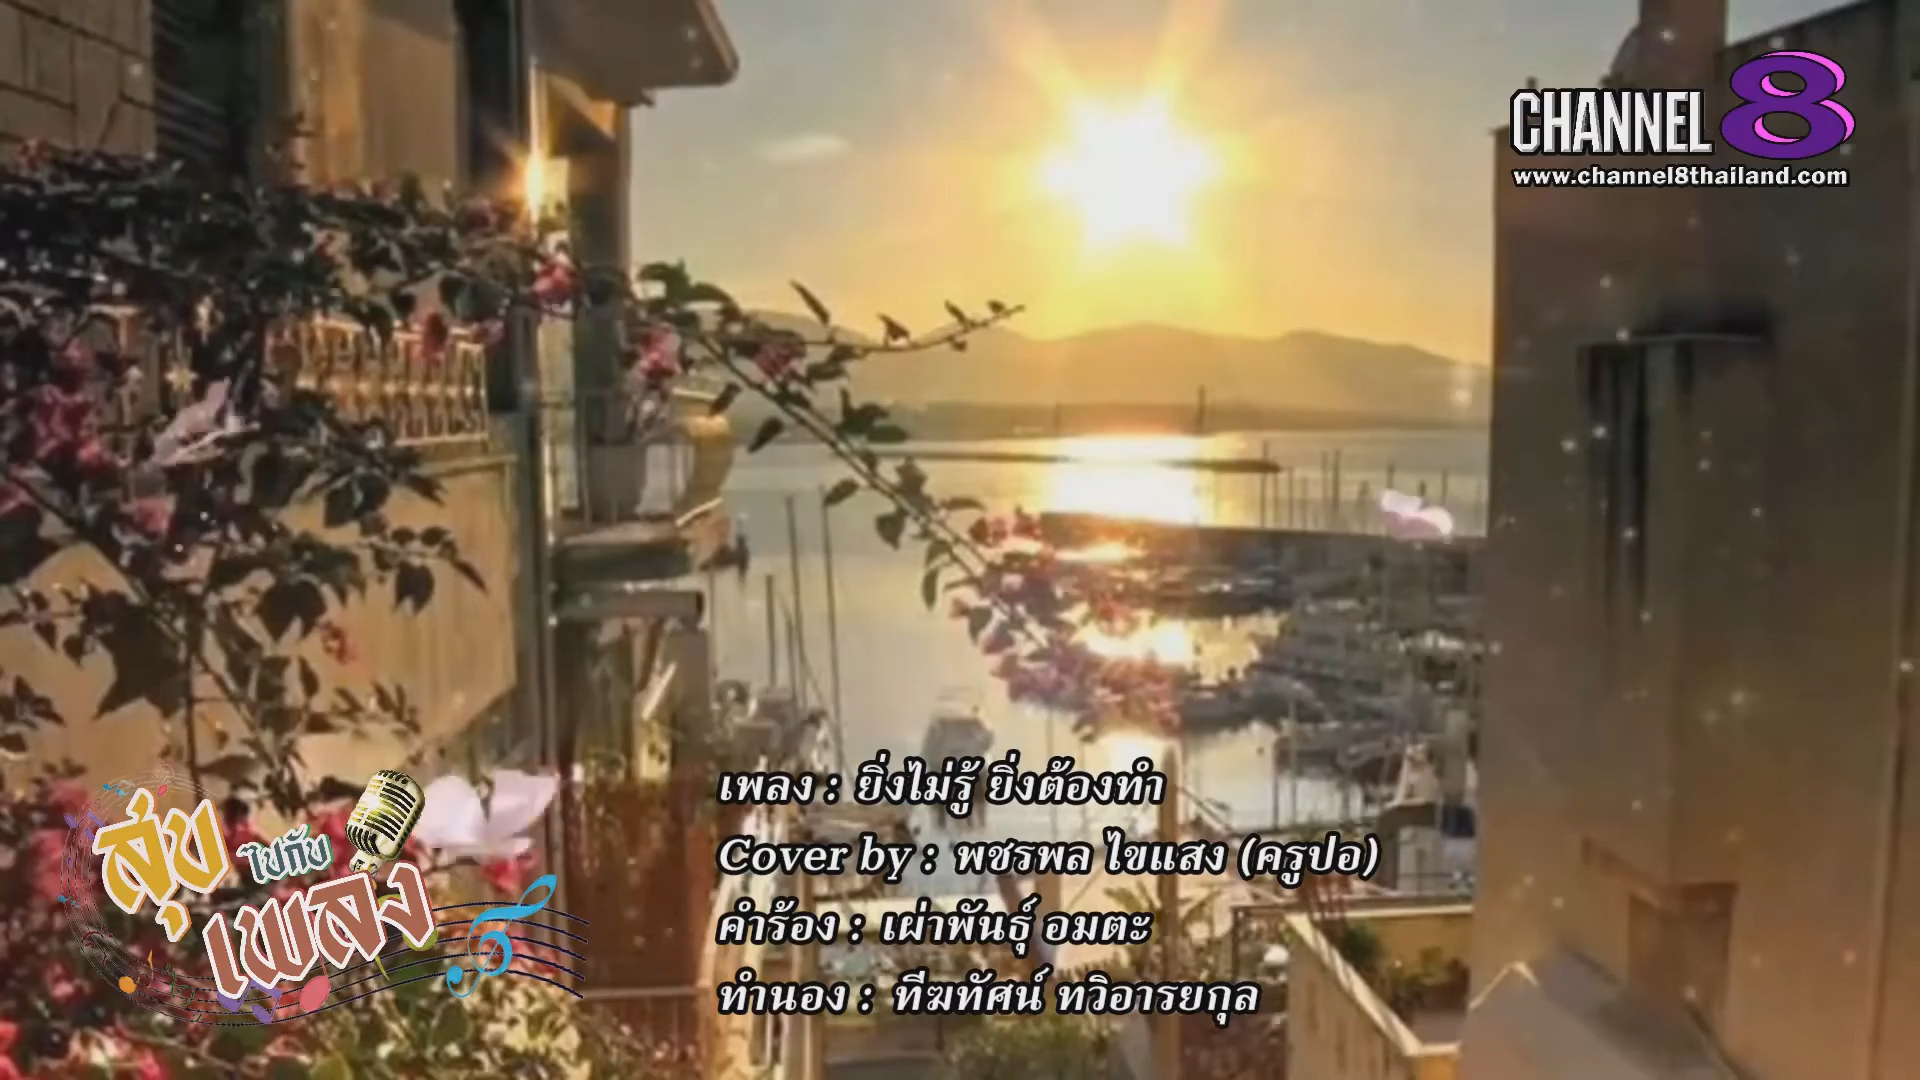 CHANNEL 8
www.channel8thailand.com
เพลง : ยิ่งไม่รู้ ยิ่งต้องทำ
Cover by : พชรพล ไขแสง (ครูปอ)
คำร้อง : เผ่าพันธุ์ อมตะ
ทำนอง : ทีฆทัศน์ ทวิอารยกุล
สุข
ไปกับ
เพลง